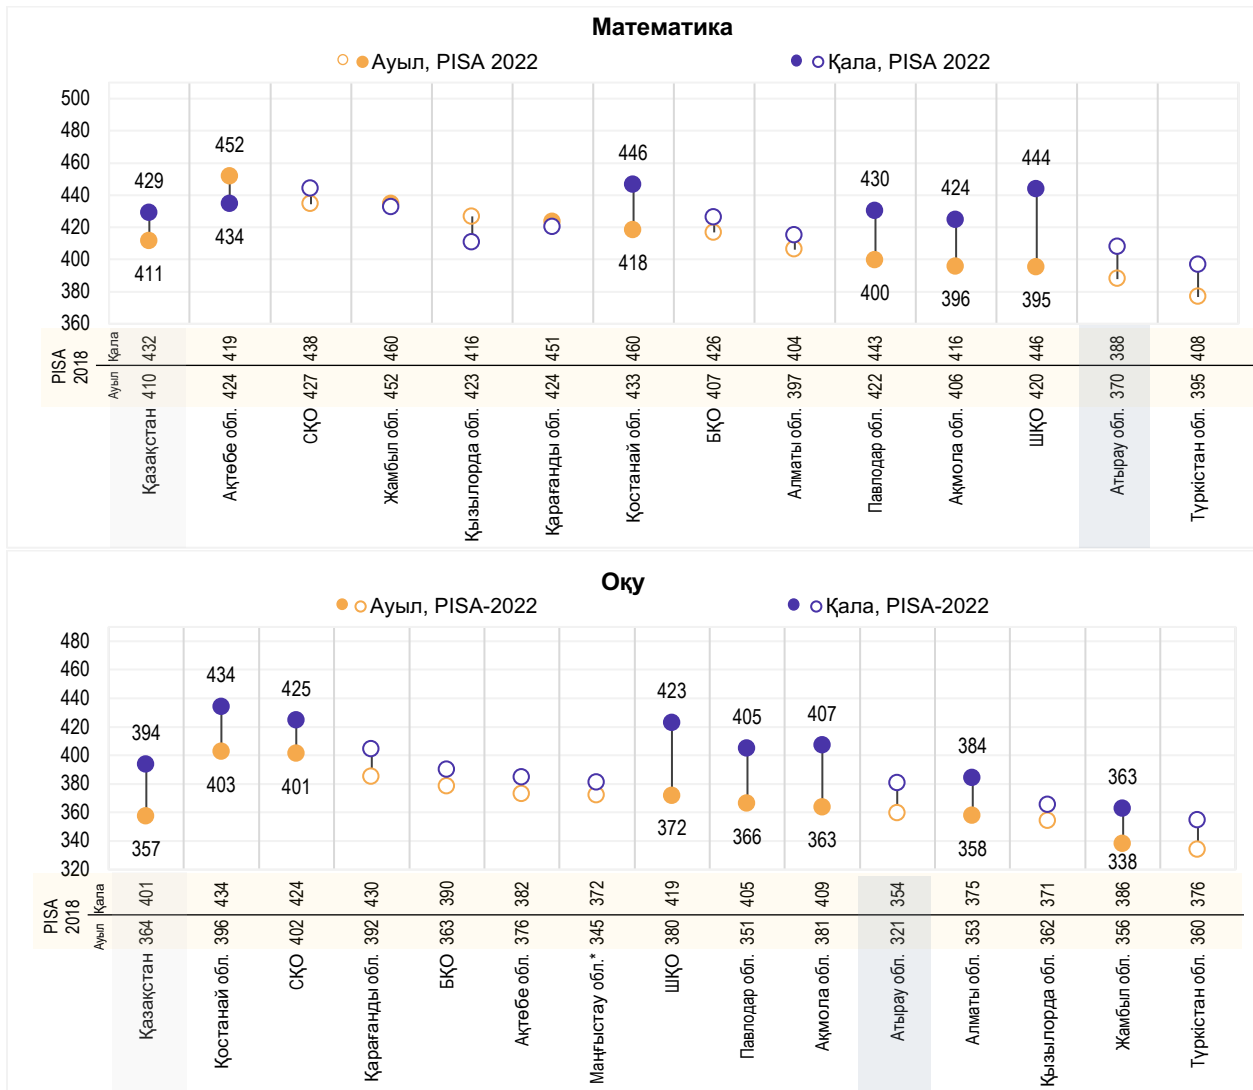 Математика
Ауыл, PISA 2022
Қала, PISA 2022
500
480
460
440
420
400
380
360
429
411
452
434
446
418
430
400
424
396
444
395
PISA 2018
Қала 432 419 438 460 416 451 460 426 404 443 416 446 388 408
Ауыл 410 424 427 452 423 424 433 407 397 422 406 420 370 395
Қазақстан
Ақтөбе обл.
СҚО
Жамбыл обл.
Қызылорда обл.
Қарағанды обл.
Қостанай обл.
БҚО
Алматы обл.
Павлодар обл.
Ақмола обл.
ШҚО
Атырау обл.
Түркістан обл.
Оқу
Ауыл, PISA-2022
Қала, PISA-2022
480
460
440
420
400
380
360
340
320
394
357
434
403
425
401
423
372
405
366
407
363
384
358
363
338
PISA 2018
Қала 401 434 424 430 390 382 372 419 405 409 354 375 371 386 376
Ауыл 364 396 402 392 363 376 345 380 351 381 321 353 362 356 360
Қазақстан
Қостанай обл.
СҚО
Қарағанды обл.
БҚО
Ақтөбе обл.
Маңғыстау обл.*
ШҚО
Павлодар обл.
Ақмола обл.
Атырау обл.
Алматы обл.
Қызылорда обл.
Жамбыл обл.
Түркістан обл.